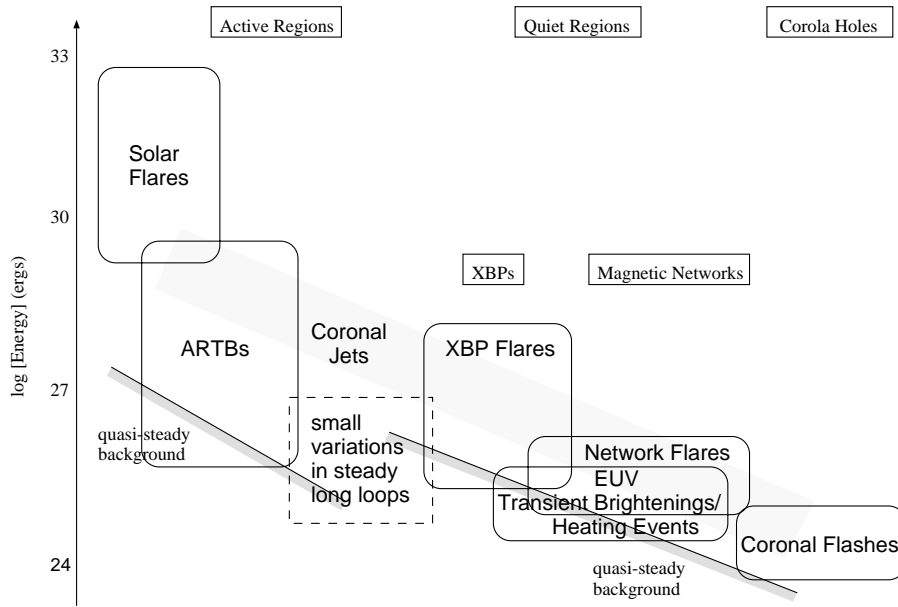 Active Regions
Quiet Regions
Corola Holes
33
Solar
Flares
30
XBPs
Magnetic Networks
log [Energy] (ergs)
ARTBs
Coronal
Jets
XBP Flares
27
small
variations
in steady
long loops
quasi-steady
background
Network Flares
EUV
Transient Brightenings/
Heating Events
Coronal Flashes
24
quasi-steady
background